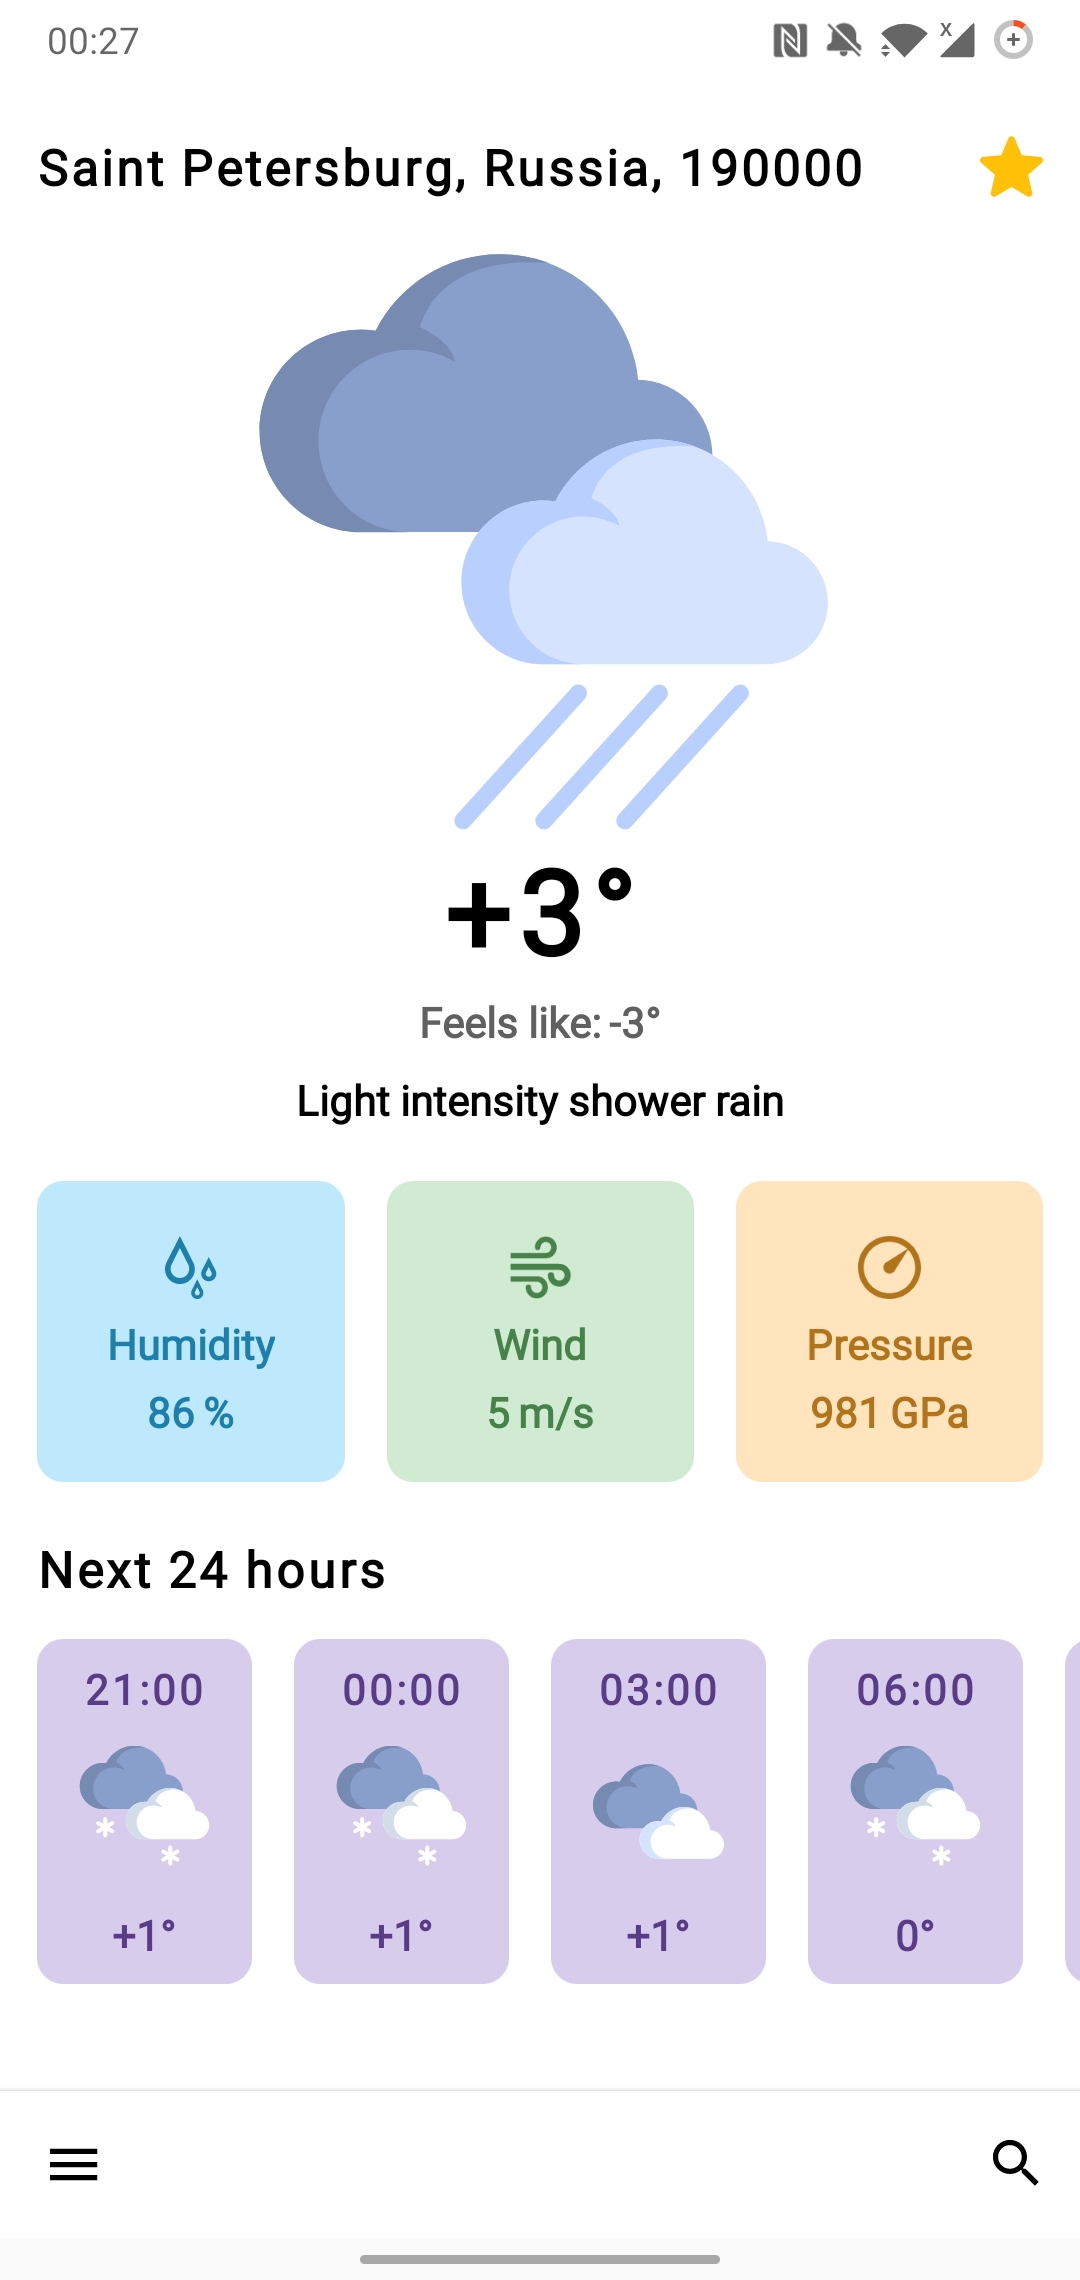 00:27
Saint Petersburg, Russia, 190000
+3°
Feels like: -3°
Light intensity shower rain
Humidity Wind Pressure
86 % 5 m/s 981 GPa
Next 24 hours
21:00 00:00 03:00 06:00
+1° +1° +1° 0°